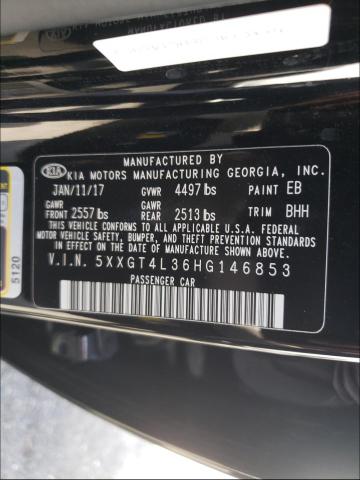 MANUFACTURED BY
KIA KIA MOTORS MANUFACTURING GEORGIA, INC.
JAN/11/17 GVWR 4497 lbs PAINT EB
GAWR FRONT 2557 lbs GAWR REAR 2513 lbs TRIM BHH
THIS VEHICLE CONFORMS TO ALL APPLICABLE U.S.A. FEDERAL
MOTOR VEHICLE SAFETY, BUMPER, AND THEFT PREVENTION
STANDARDS IN EFFECT ON THE DATE OF MANUFACTURE SHOWN ABOVE.
V.I.N. 5XXGT4L36HG146853
PASSENGER CAR
5120